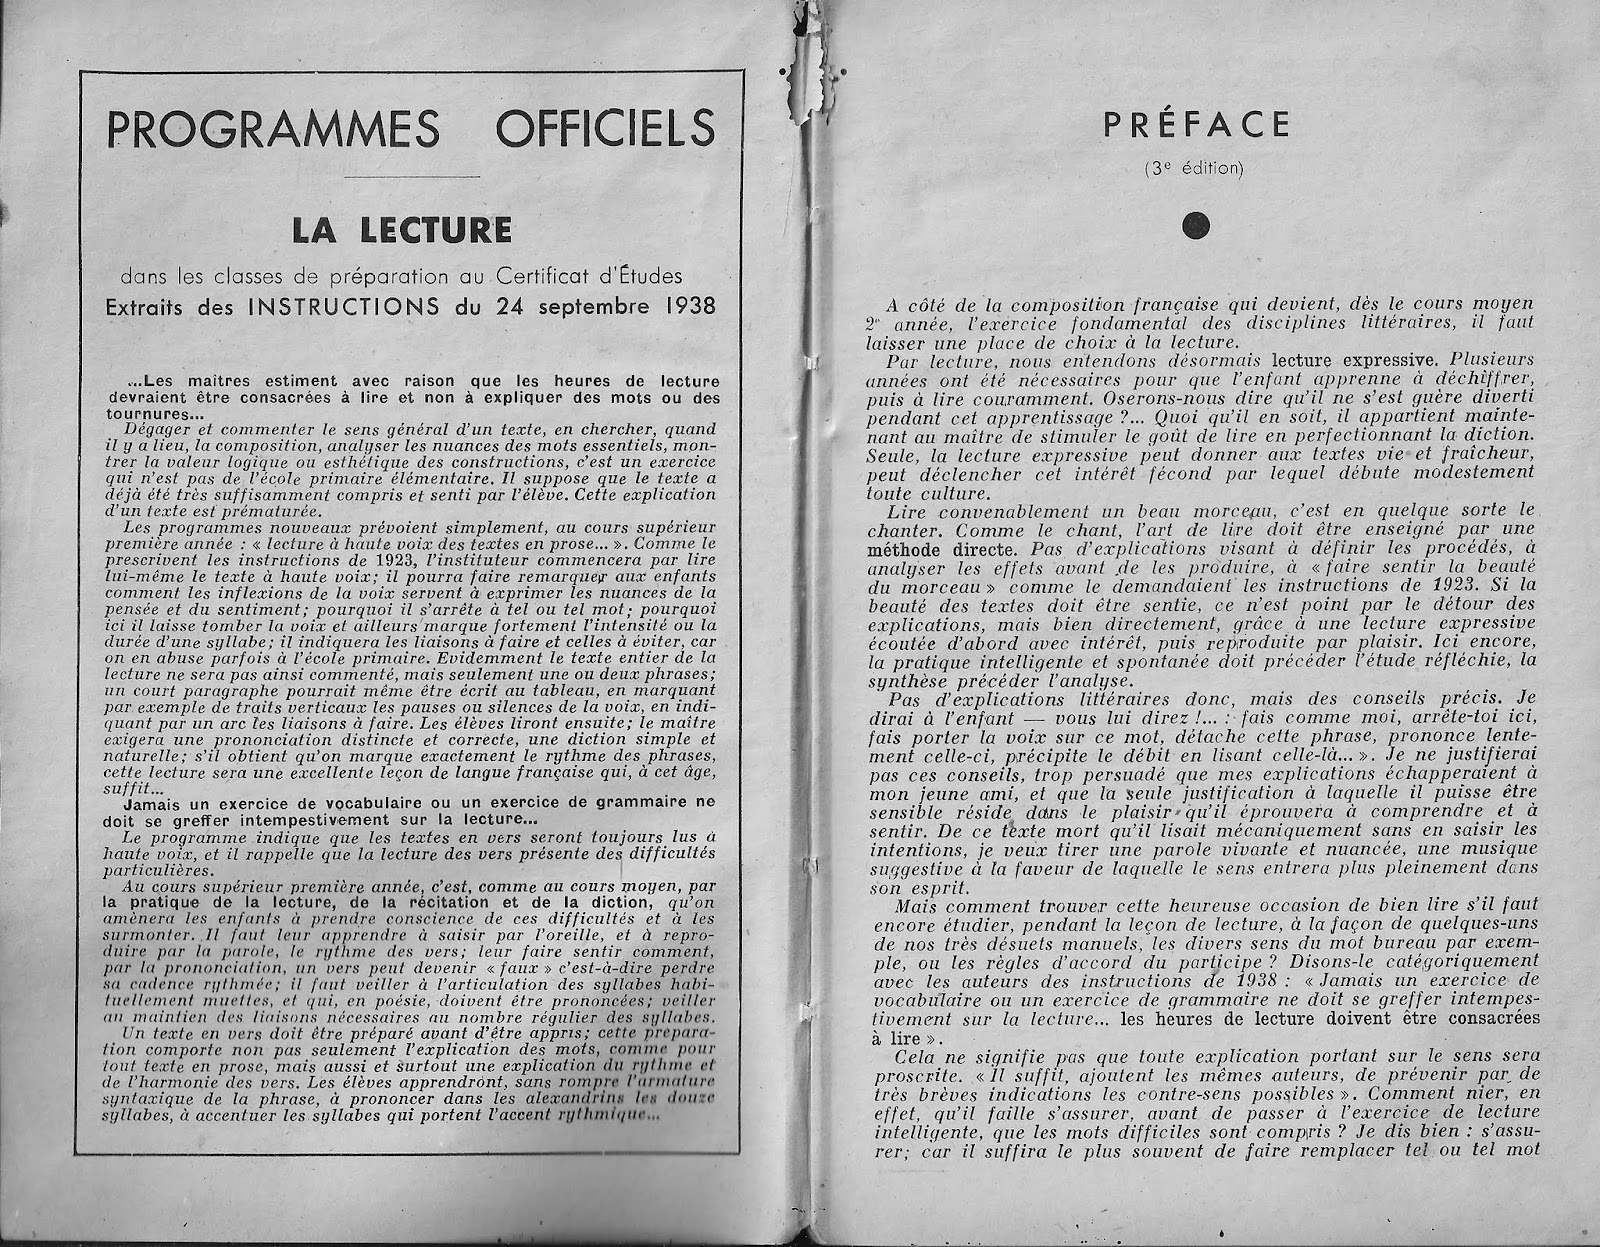 PROGRAMMES OFFICIELS
LA LECTURE
dans les classes de préparation au Certificat d'Études
Extraits des INSTRUCTIONS du 24 septembre 1938
...Les maîtres estiment avec raison que les heures de lecture
devraient être consacrées à lire et non à expliquer des mots ou des
tournures...
Dégager et commenter le sens général d'un texte, en chercher, quand
il y a lieu, la composition, analyser les nuances des mots essentiels, mon-
trer la valeur logique ou esthétique des constructions, c'est un exercice
qui n'est pas de l'école primaire élémentaire. Il suppose que le texte a
déjà été très suffisamment compris et senti par l'élève. Cette explication
d'un texte est prématurée.
Les programmes nouveaux prévoient simplement, au cours supérieur
première année : « lecture à haute voix des textes en prose... ». Comme le
prescrivent les instructions de 1923, l'instituteur commencera par lire
lui-même le texte à haute voix; il pourra faire remarquer aux enfants
comment les inflexions de la voix servent à exprimer les nuances de la
pensée et du sentiment; pourquoi il s'arrête à tel ou tel mot; pourquoi
ici il laisse tomber la voix et ailleurs marque fortement l'intensité ou la
durée d'une syllabe; il indiquera les liaisons à faire et celles à éviter, car
on en abuse parfois à l'école primaire. Evidemment le texte entier de la
lecture ne sera pas ainsi commenté, mais seulement une ou deux phrases;
un court paragraphe pourrait même être écrit au tableau, en marquant
par exemple de traits verticaux les pauses ou silences de la voix, en indi-
quant par un arc les liaisons à faire. Les élèves liront ensuite; le maître
exigera une prononciation distincte et correcte, une diction simple et
naturelle; s'il obtient qu'on marque exactement le rythme des phrases,
cette lecture sera une excellente leçon de langue française qui, à cet âge,
suffit...
Jamais un exercice de vocabulaire ou un exercice de grammaire ne
doit se greffer intempestivement sur la lecture...
Le programme indique que les textes en vers seront toujours lus à
haute voix, et il rappelle que la lecture des vers présente des difficultés
particulières.
Au cours supérieur première année, c'est, comme au cours moyen, par
la pratique de la lecture, de la récitation et de la diction, qu'on
amènera les enfants à prendre conscience de ces difficultés et à les
surmonter. Il faut leur apprendre à saisir par l'oreille, et à repro-
duire par la parole, le rythme des vers; leur faire sentir comment,
par la prononciation, un vers peut devenir « faux » c'est-à-dire perdre
sa cadence rythmée; il faut veiller à l'articulation des syllabes habi-
tuellement muettes, et qui, en poésie, doivent être prononcées; veiller
au maintien des liaisons nécessaires au nombre régulier des syllabes.
Un texte en vers doit être préparé avant d'être appris; cette prépara-
tion comporte non pas seulement l'explication des mots, comme pour
tout texte en prose, mais aussi et surtout une explication du rythme et
de l'harmonie des vers. Les élèves apprendront, sans rompre l'armature
syntaxique de la phrase, à prononcer dans les alexandrins les douze
syllabes, à accentuer les syllabes qui portent l'accent rythmique...
PRÉFACE
(3e édition)
A côté de la composition française qui devient, dès le cours moyen
2e année, l'exercice fondamental des disciplines littéraires, il faut
laisser une place de choix à la lecture.
Par lecture, nous entendons désormais lecture expressive. Plusieurs
années ont été nécessaires pour que l'enfant apprenne à déchiffrer,
puis à lire couramment. Oserons-nous dire qu'il ne s'est guère diverti
pendant cet apprentissage ?... Quoi qu'il en soit, il appartient mainte-
nant au maître de stimuler le goût de lire en perfectionnant la diction.
Seule, la lecture expressive peut donner aux textes vie et fraîcheur,
peut déclencher cet intérêt fécond par lequel débute modestement
toute culture.
Lire convenablement un beau morceau, c'est en quelque sorte le
chanter. Comme le chant, l'art de lire doit être enseigné par une
méthode directe. Pas d'explications visant à définir les procédés, à
analyser les effets avant de les produire, à « faire sentir la beauté
du morceau » comme le demandaient les instructions de 1923. Si la
beauté des textes doit être sentie, ce n'est point par le détour des
explications, mais bien directement, grâce à une lecture expressive
écoutée d'abord avec intérêt, puis reproduite par plaisir. Ici encore,
la pratique intelligente et spontanée doit précéder l'étude réfléchie, la
synthèse précéder l'analyse.
Pas d'explications littéraires donc, mais des conseils précis. Je
dirai à l'enfant — vous lui direz !... : fais comme moi, arrête-toi ici,
fais porter la voix sur ce mot, détache cette phrase, prononce lente-
ment celle-ci, précipite le débit en lisant celle-là... ». Je ne justifierai
pas ces conseils, trop persuadé que mes explications échapperaient à
mon jeune ami, et que la seule justification à laquelle il puisse être
sensible réside dans le plaisir qu'il éprouvera à comprendre et à
sentir. De ce texte mort qu'il lisait mécaniquement sans en saisir les
intentions, je veux tirer une parole vivante et nuancée, une musique
suggestive à la faveur de laquelle le sens entrera plus pleinement dans
son esprit.
Mais comment trouver cette heureuse occasion de bien lire s'il faut
encore étudier, pendant la leçon de lecture, à la façon de quelques-uns
de nos très désuets manuels, les divers sens du mot bureau par exem-
ple, ou les règles d'accord du participe ? Disons-le catégoriquement
avec les auteurs des instructions de 1938 : « Jamais un exercice de
vocabulaire ou un exercice de grammaire ne doit se greffer intempes-
tivement sur la lecture... les heures de lecture doivent être consacrées
à lire ».
Cela ne signifie pas que toute explication portant sur le sens sera
proscrite. « Il suffit, ajoutent les mêmes auteurs, de prévenir par de
très brèves indications les contre-sens possibles ». Comment nier, en
effet, qu'il faille s'assurer, avant de passer à l'exercice de lecture
intelligente, que les mots difficiles sont compris ? Je dis bien : s'assu-
rer; car il suffira le plus souvent de faire remplacer tel ou tel mot